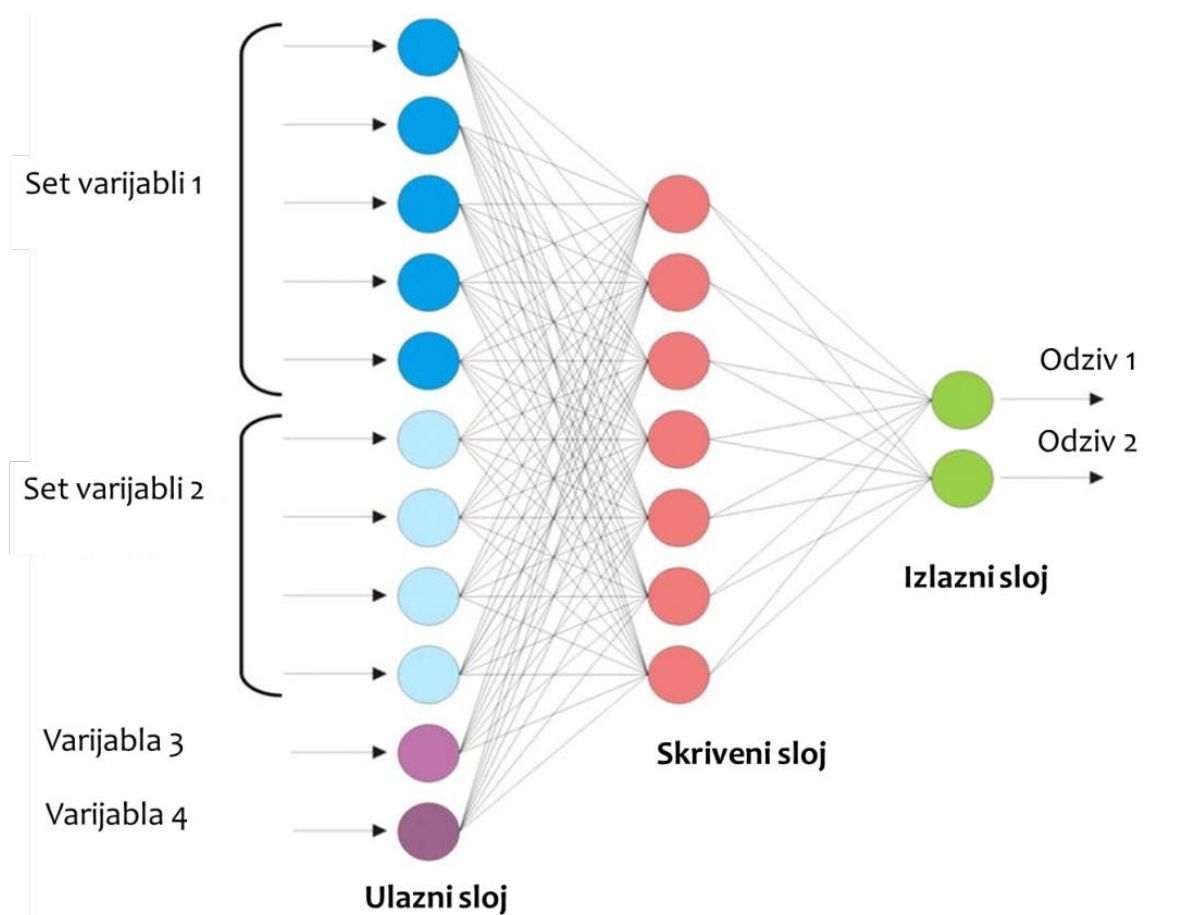 Set varijabli 1
Set varijabli 2
Varijabla 3
Varijabla 4
Ulazni sloj
Skriveni sloj
Odziv 1
Odziv 2
Izlazni sloj